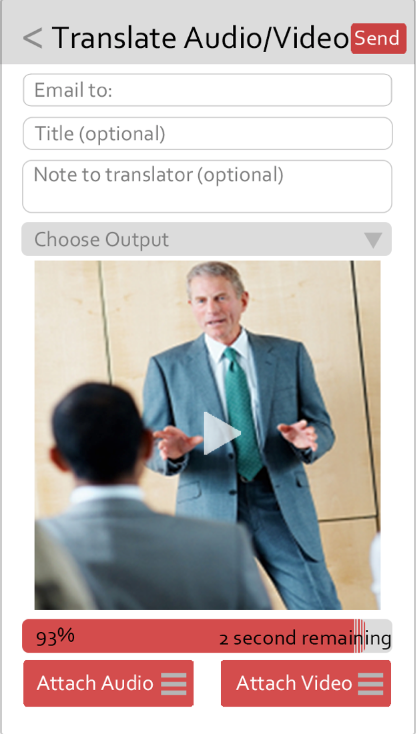 < Translate Audio/Video Send
Email to:
Title (optional)
Note to translator (optional)
Choose Output
93% 2 second remaining
Attach Audio Attach Video